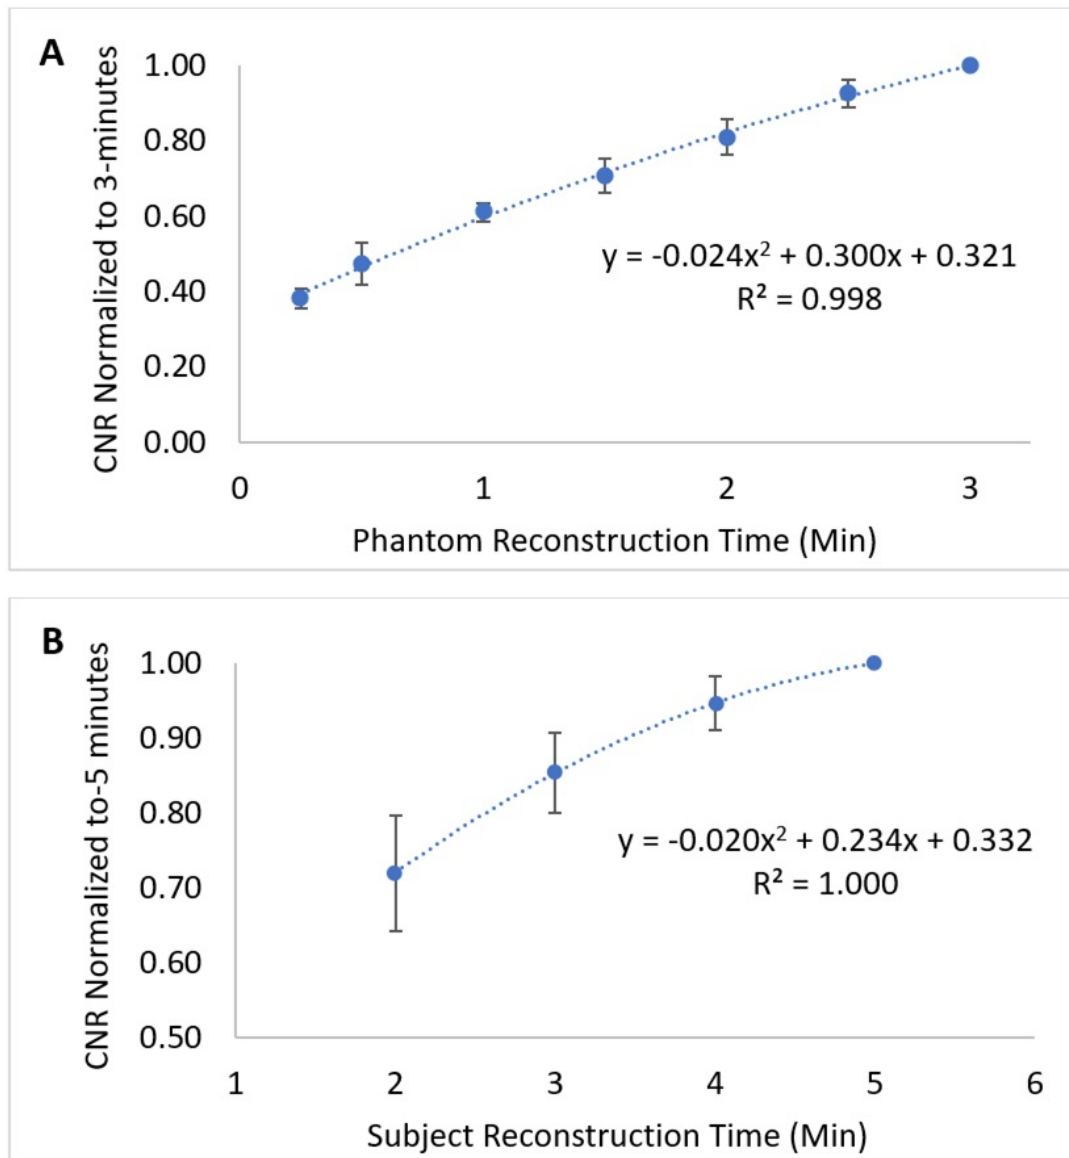 A
CNR Normalized to 3-minutes
1.00
0.80
0.60
0.40
0.20
0.00
y = -0.024x² + 0.300x + 0.321
R² = 0.998
0 1 2 3
Phantom Reconstruction Time (Min)
B
CNR Normalized to-5 minutes
1.00
0.90
0.80
0.70
0.60
0.50
y = -0.020x² + 0.234x + 0.332
R² = 1.000
1 2 3 4 5 6
Subject Reconstruction Time (Min)